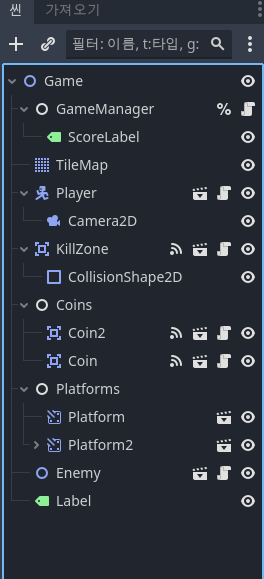 씬 가져오기
필터: 이름, t:타입, g:
Game
GameManager
ScoreLabel
TileMap
Player
Camera2D
KillZone
CollisionShape2D
Coins
Coin2
Coin
Platforms
Platform
Platform2
Enemy
Label